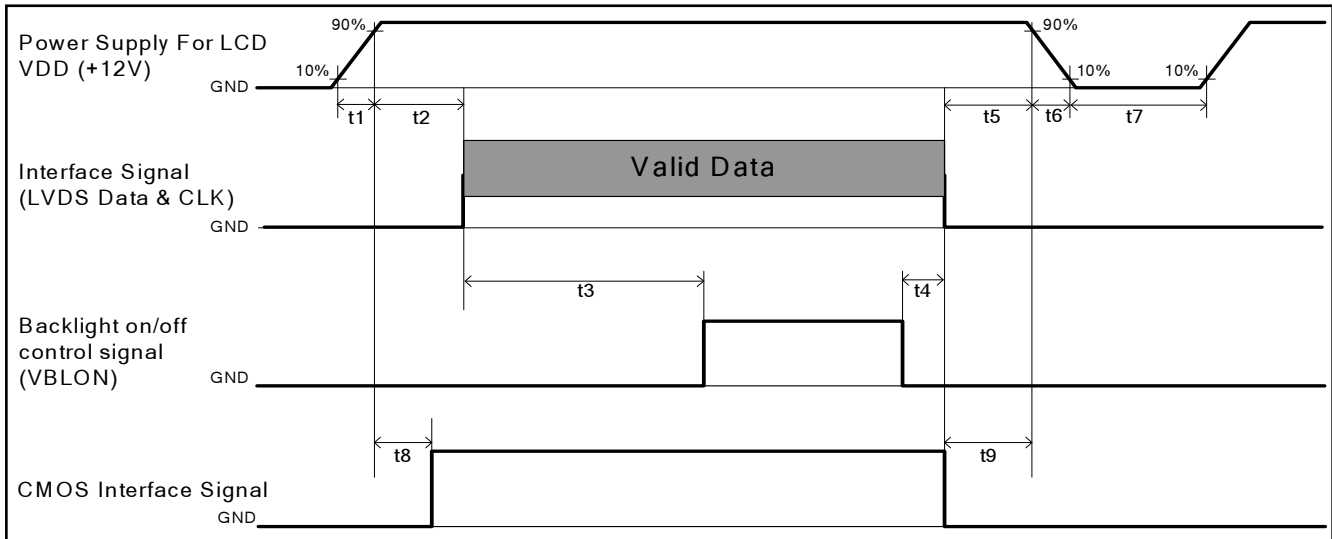 90%
90%
Power Supply For LCD
VDD (+12V)
10%
10%
10%
GND
t1
t2
t5
t6
t7
Valid Data
Interface Signal
(LVDS Data & CLK)
GND
t3
t4
Backlight on/off
control signal
(VBLON)
GND
t8
t9
CMOS Interface Signal
GND